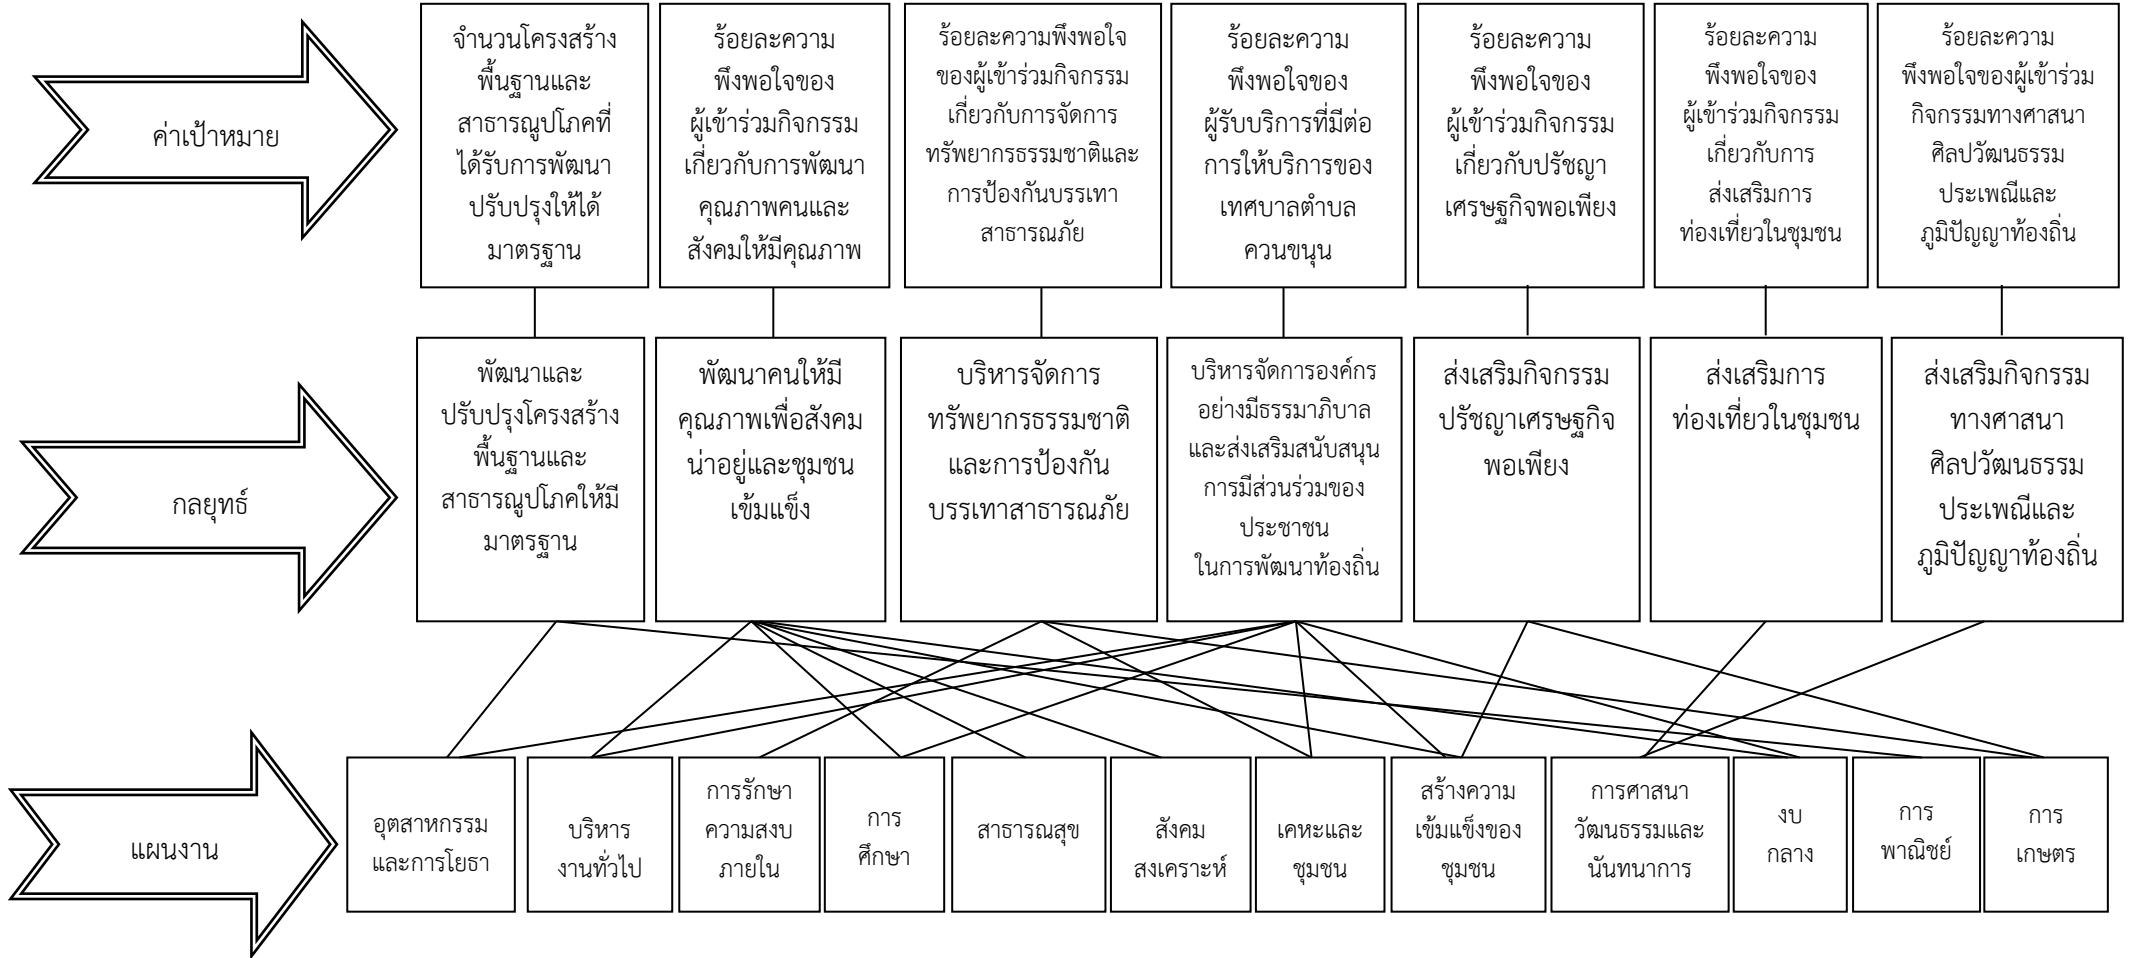 ค่าเป้าหมาย
จำนวนโครงสร้าง
พื้นฐานและ
สาธารณูปโภคที่
ได้รับการพัฒนา
ปรับปรุงให้ได้
มาตรฐาน
ร้อยละความ
พึงพอใจของ
ผู้เข้าร่วมกิจกรรม
เกี่ยวกับการพัฒนา
คุณภาพคนและ
สังคมให้มีคุณภาพ
ร้อยละความพึงพอใจ
ของผู้เข้าร่วมกิจกรรม
เกี่ยวกับการจัดการ
ทรัพยากรธรรมชาติและ
การป้องกันบรรเทา
สาธารณภัย
ร้อยละความ
พึงพอใจของ
ผู้รับบริการที่มีต่อ
การให้บริการของ
เทศบาลตำบล
ควนขนุน
ร้อยละความ
พึงพอใจของ
ผู้เข้าร่วมกิจกรรม
เกี่ยวกับปรัชญา
เศรษฐกิจพอเพียง
ร้อยละความ
พึงพอใจของ
ผู้เข้าร่วมกิจกรรม
เกี่ยวกับการ
ส่งเสริมการ
ท่องเที่ยวในชุมชน
ร้อยละความ
พึงพอใจของผู้เข้าร่วม
กิจกรรมทางศาสนา
ศิลปวัฒนธรรม
ประเพณีและ
ภูมิปัญญาท้องถิ่น
กลยุทธ์
พัฒนาและ
ปรับปรุงโครงสร้าง
พื้นฐานและ
สาธารณูปโภคให้มี
มาตรฐาน
พัฒนาคนให้มี
คุณภาพเพื่อสังคม
น่าอยู่และชุมชน
เข้มแข็ง
บริหารจัดการ
ทรัพยากรธรรมชาติ
และการป้องกัน
บรรเทาสาธารณภัย
บริหารจัดการองค์กร
อย่างมีธรรมาภิบาล
และส่งเสริมสนับสนุน
การมีส่วนร่วมของ
ประชาชน
ในการพัฒนาท้องถิ่น
ส่งเสริมกิจกรรม
ปรัชญาเศรษฐกิจ
พอเพียง
ส่งเสริมการ
ท่องเที่ยวในชุมชน
ส่งเสริมกิจกรรม
ทางศาสนา
ศิลปวัฒนธรรม
ประเพณีและ
ภูมิปัญญาท้องถิ่น
แผนงาน
อุตสาหกรรม
และการโยธา
บริหาร
งานทั่วไป
การรักษา
ความสงบ
ภายใน
การ
ศึกษา
สาธารณสุข
สังคม
สงเคราะห์
เคหะและ
ชุมชน
สร้างความ
เข้มแข็งของ
ชุมชน
การศาสนา
วัฒนธรรมและ
นันทนาการ
งบ
กลาง
การ
พาณิชย์
การ
เกษตร